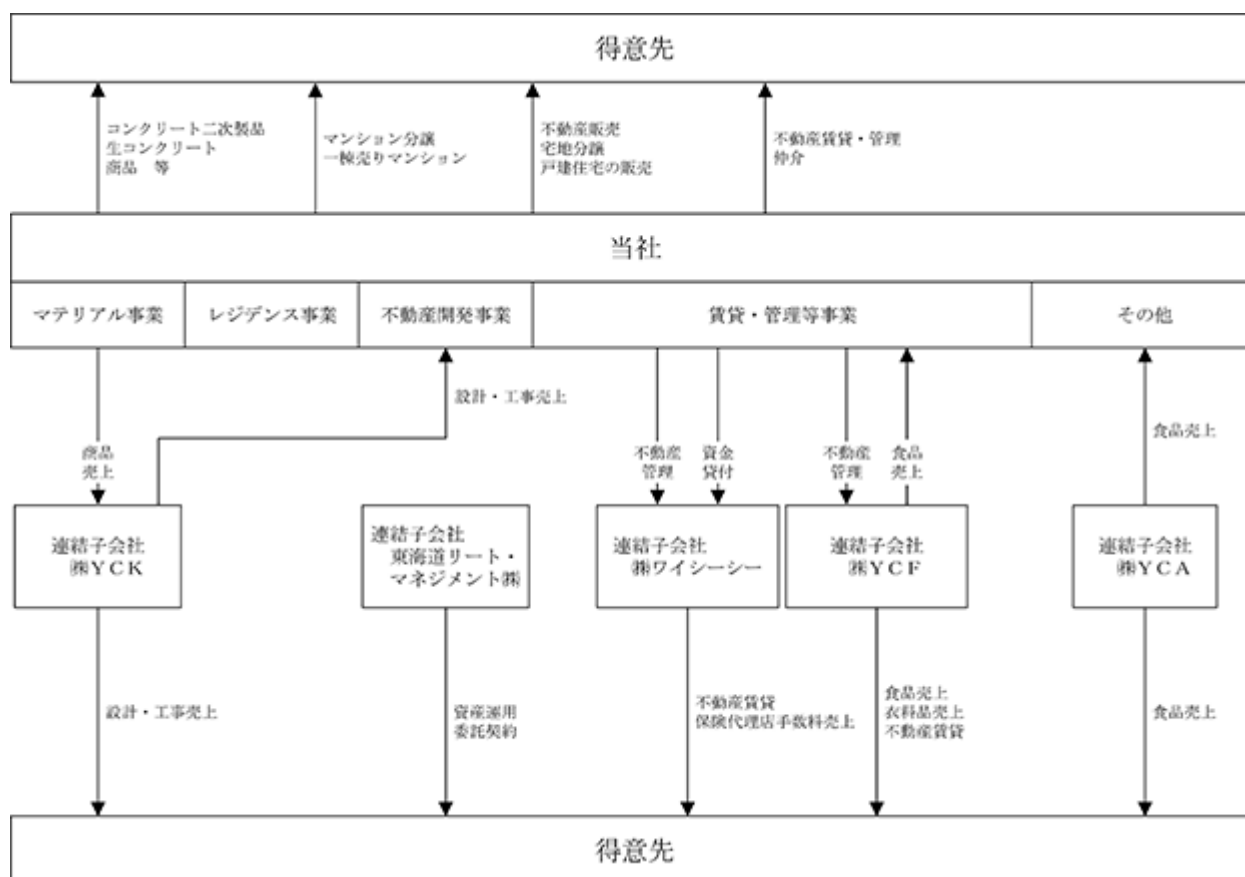 得意先
コンクリート二次製品
生コンクリート
商品　等
マンション分譲
一棟売りマンション
不動産販売
宅地分譲
戸建住宅の販売
不動産賃貸・管理
仲介
当社
マテリアル事業
レジデンス事業
不動産開発事業
賃貸・管理等事業
その他
設計・工事売上
商品
売上
不動産
管理
資金
貸付
不動産
管理
食品
売上
食品売上
連結子会社
㈱ＹＣＫ
連結子会社
東海道リート・
マネジメント㈱
連結子会社
㈱ワイシーシー
連結子会社
㈱ＹＣＦ
連結子会社
㈱ＹＣＡ
設計・工事売上
資産運用
委託契約
不動産賃貸
保険代理店手数料売上
食品売上
衣料品売上
不動産賃貸
食品売上
得意先